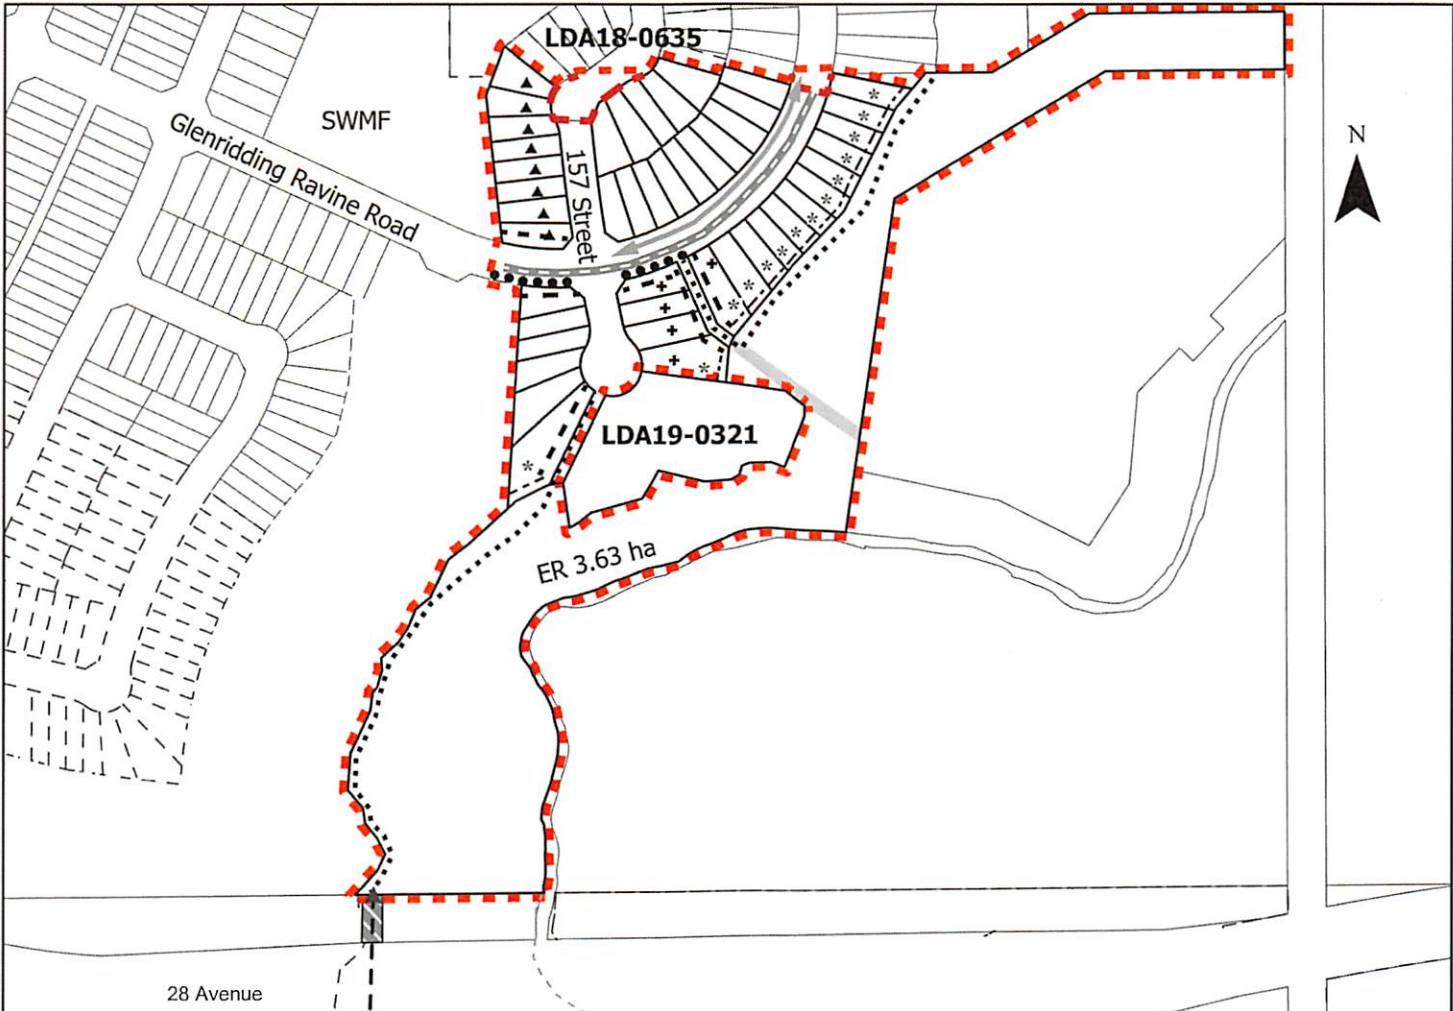 LDA18-0635
SWMF
Glenridding Ravine Road
157 Street
N
LDA19-0321
ER 3.63 ha
28 Avenue